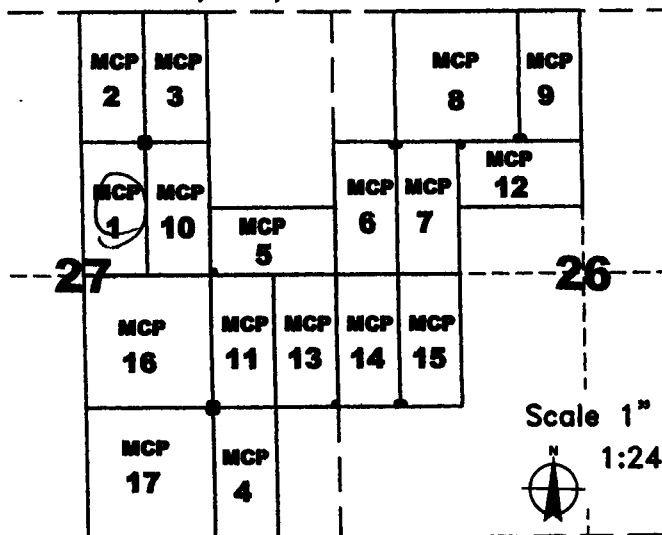 MCP MCP MCP MCP
2 3 8 9
MCP
12
MCP MCP MCP MCP
1 10 6 7
MCP
5
27 26
MCP MCP MCP MCP MCP
16 11 13 14 15
Scale 1"
MCP MCP
17 4
N
1:24